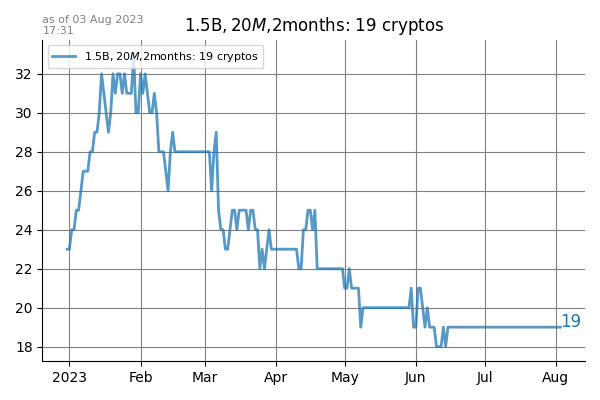 as of 03 Aug 2023
17:31
1.5B, 20M,2months: 19 cryptos
1.5B, 20M,2months: 19 cryptos
32
30
28
26
24
22
20
18
19
2023 Feb Mar Apr May Jun Jul Aug